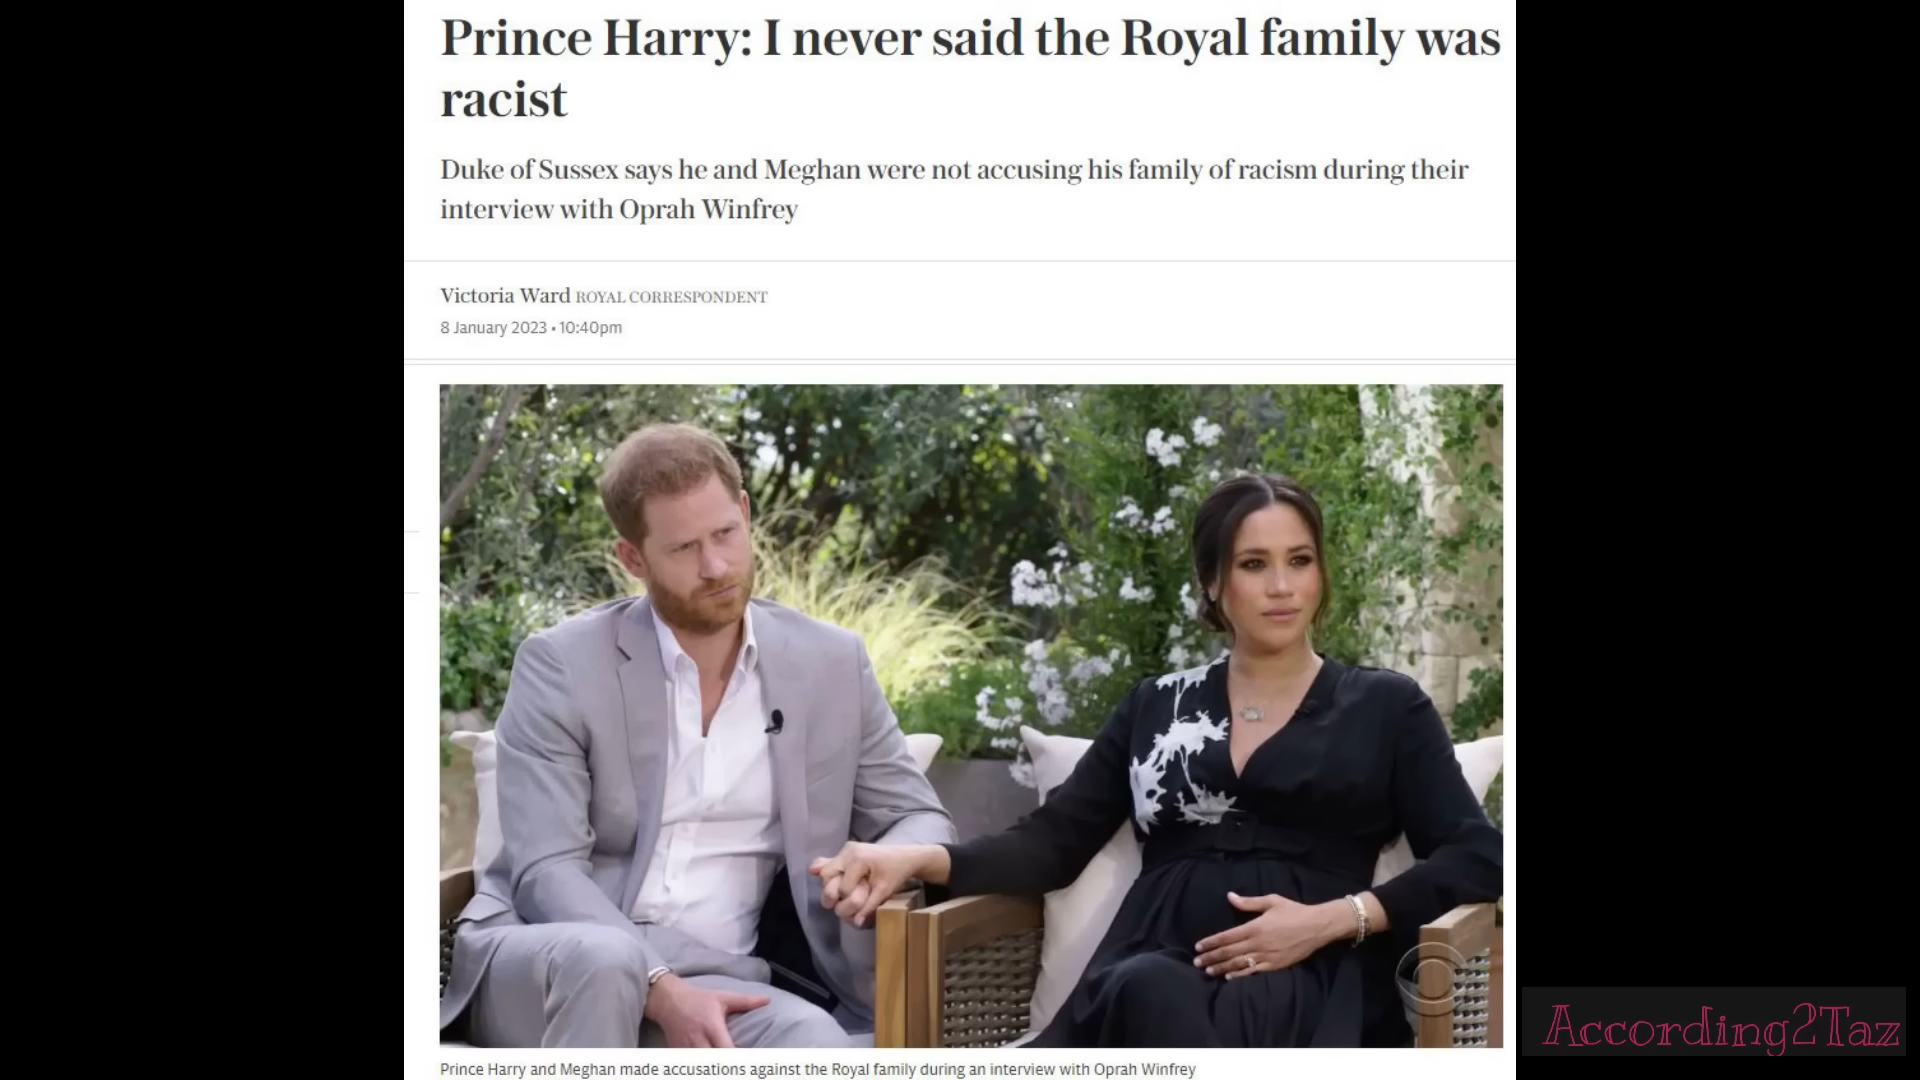 Prince Harry: I never said the Royal family was
racist
Duke of Sussex says he and Meghan were not accusing his family of racism during their
interview with Oprah Winfrey
Victoria Ward ROYAL CORRESPONDENT
8 January 2023 • 10:40pm
Prince Harry and Meghan made accusations against the Royal family during an interview with Oprah Winfrey
According2Taz